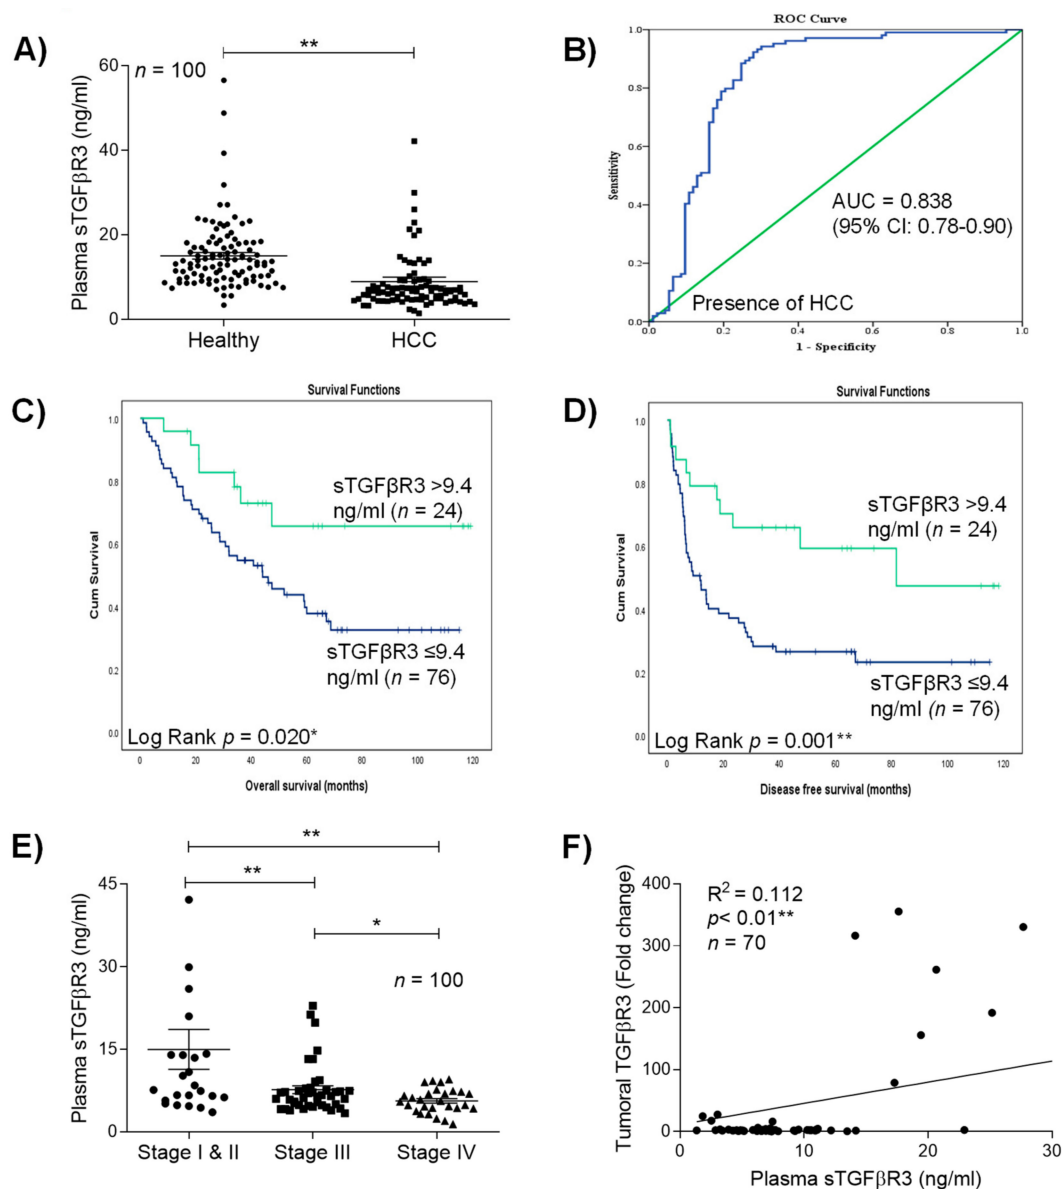 A)
**
n = 100
Plasma sTGFβR3 (ng/ml)
60
40
20
0
Healthy
HCC
B)
ROC Curve
Sensitivity
1.0
0.8
0.6
0.4
0.2
0.0
AUC = 0.838
(95% CI: 0.78-0.90)
Presence of HCC
0.0 0.2 0.4 0.6 0.8 1.0
1 - Specificity
C)
Survival Functions
Cum Survival
1.0
0.8
0.6
0.4
0.2
0.0
sTGFβR3 >9.4
ng/ml (n = 24)
sTGFβR3 ≤9.4
ng/ml (n = 76)
Log Rank p = 0.020*
0 20 40 60 80 100 120
Overall survival (months)
D)
Survival Functions
Cum Survival
1.0
0.8
0.6
0.4
0.2
0.0
sTGFβR3 >9.4
ng/ml (n = 24)
sTGFβR3 ≤9.4
ng/ml (n = 76)
Log Rank p = 0.001**
0 20 40 60 80 100 120
Disease free survival (months)
E)
**
**
*
n = 100
Plasma sTGFβR3 (ng/ml)
45
30
15
0
Stage I & II
Stage III
Stage IV
F)
Tumoral TGFβR3 (Fold change)
400
300
200
100
0
R² = 0.112
p< 0.01**
n = 70
0 10 20 30
Plasma sTGFβR3 (ng/ml)